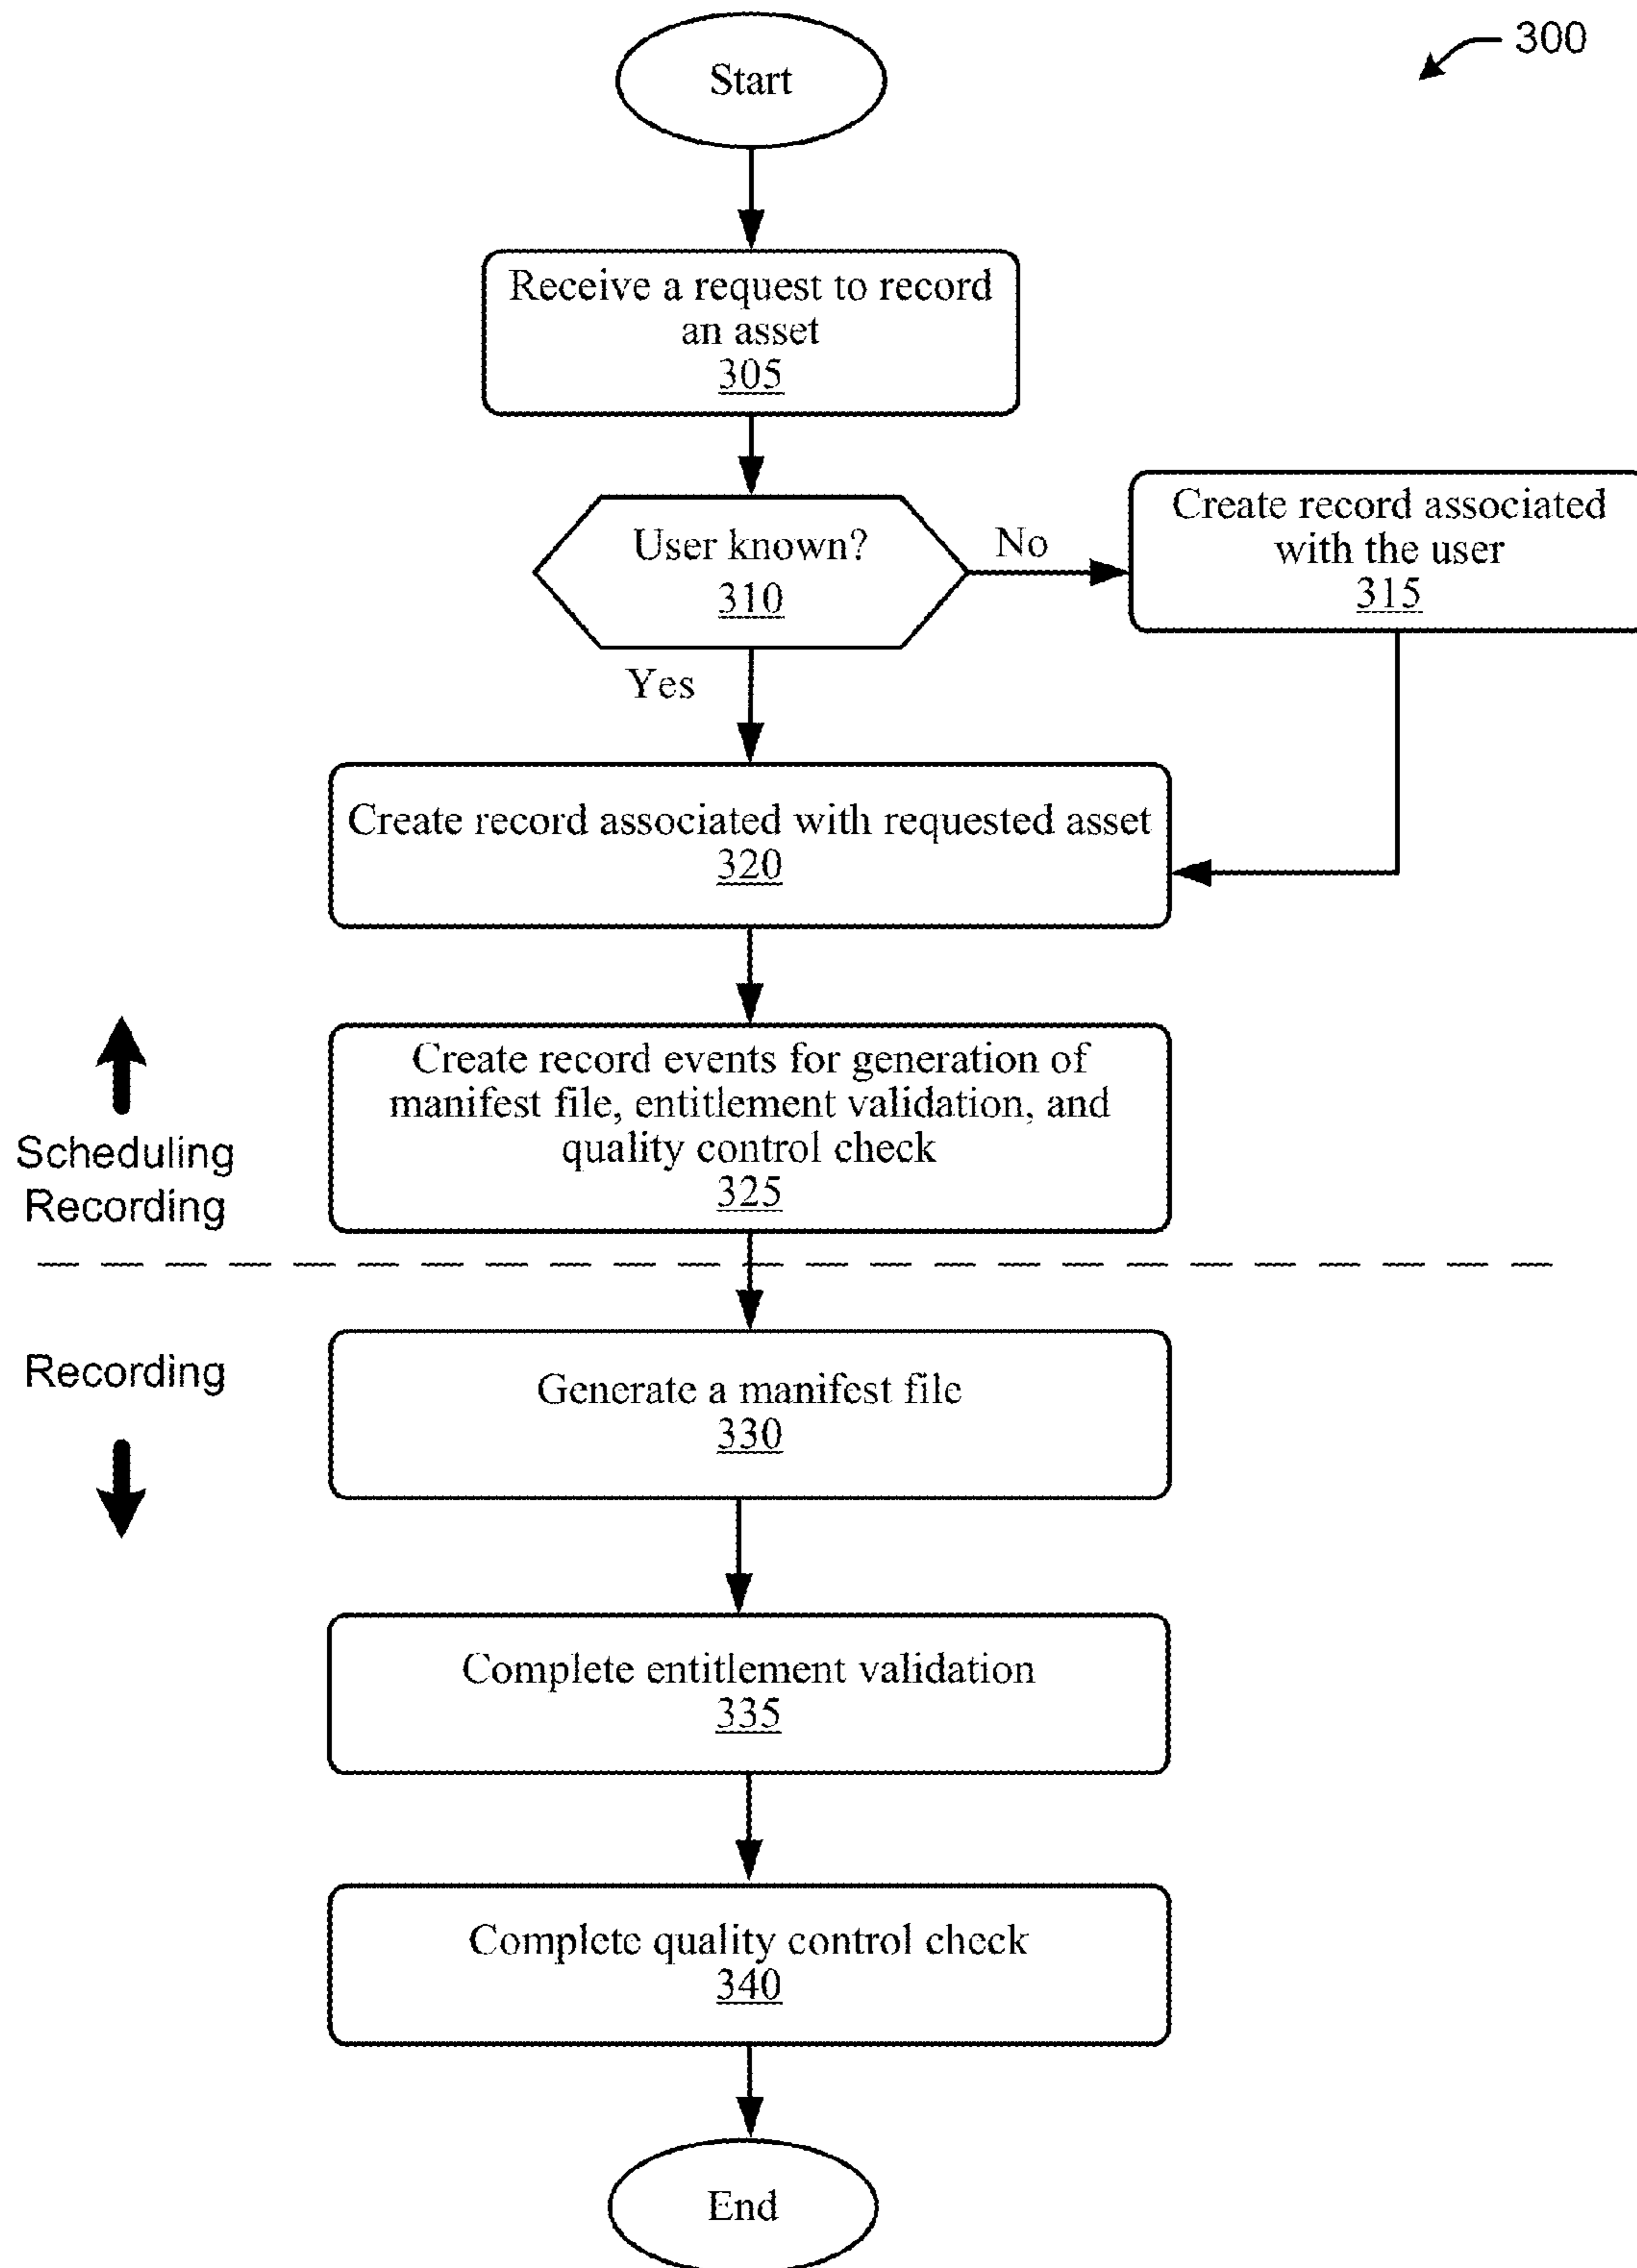 300
Start
Receive a request to record
an asset
305
User known?
310
No
Create record associated
with the user
315
Yes
Create record associated with requested asset
320
Create record events for generation of
manifest file, entitlement validation, and
quality control check
325
Scheduling
Recording
Recording
Generate a manifest file
330
Complete entitlement validation
335
Complete quality control check
340
End